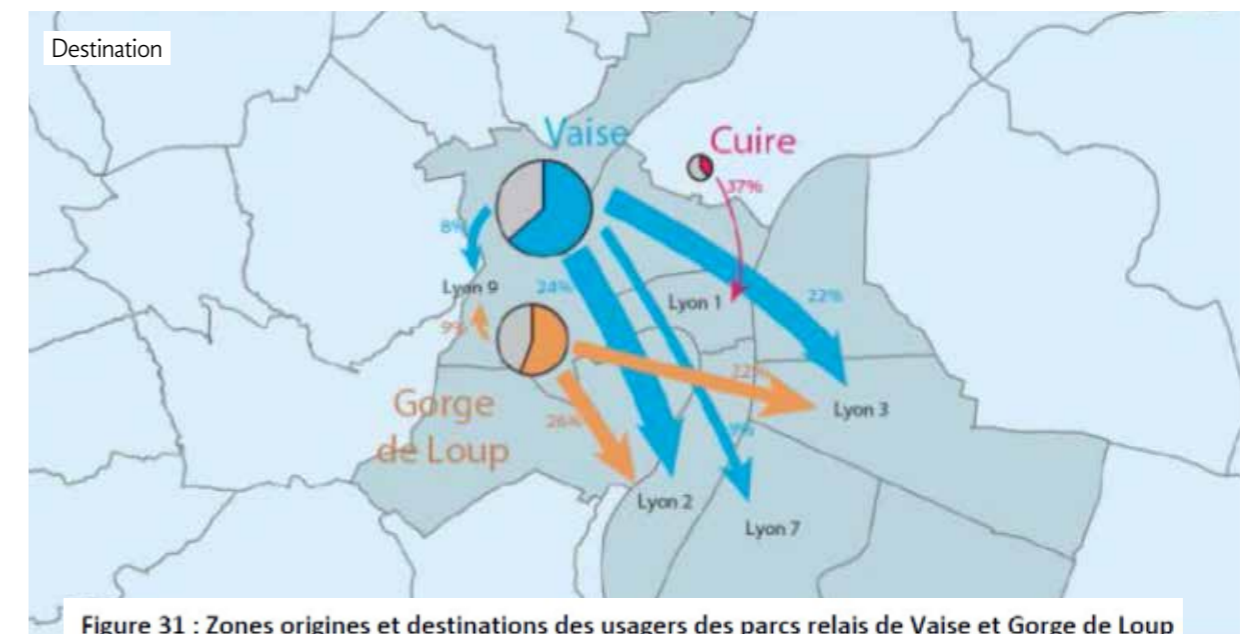 Destination
Vaise
Cuire
37%
8%
Lyon 9
24%
Lyon 1
22%
9%
22%
Gorge
de Loup
26%
Lyon 3
9%
Lyon 2
Lyon 7
Figure 31 : Zones origines et destinations des usagers des parcs relais de Vaise et Gorge de Loup